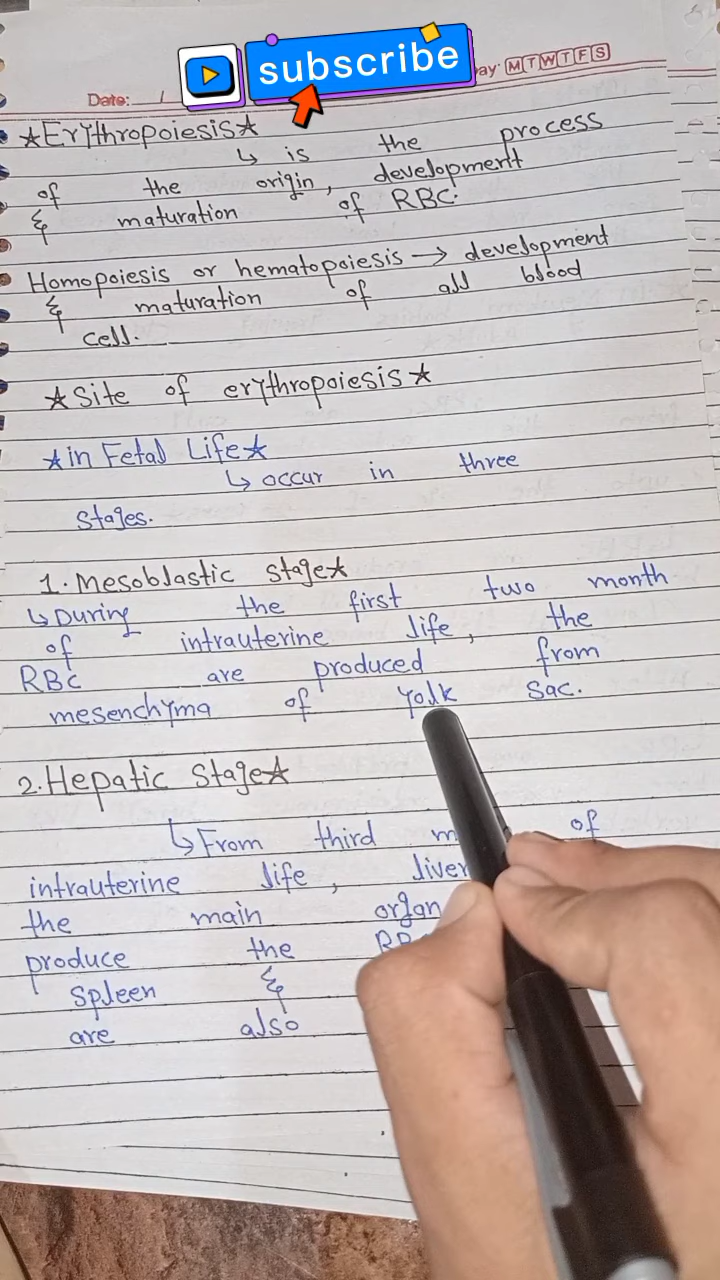 subscribe
Date: / ay: M T W T F S
★Erythropoiesis★
↳ is the process
of the origin, development
& maturation of RBC.
Homopoiesis or hematopoiesis → development
& maturation of all blood
cell.
★Site of erythropoiesis★
★in Fetal Life★
↳ occur in three
stages.
1. Mesoblastic stage★
↳ During the first two month
of intrauterine life, the
RBC are produced from
mesenchyma of Yolk Sac.
2. Hepatic Stage★
↳ From third m of
intrauterine life, liver
the main organ
produce the RB
Spleen &
are also